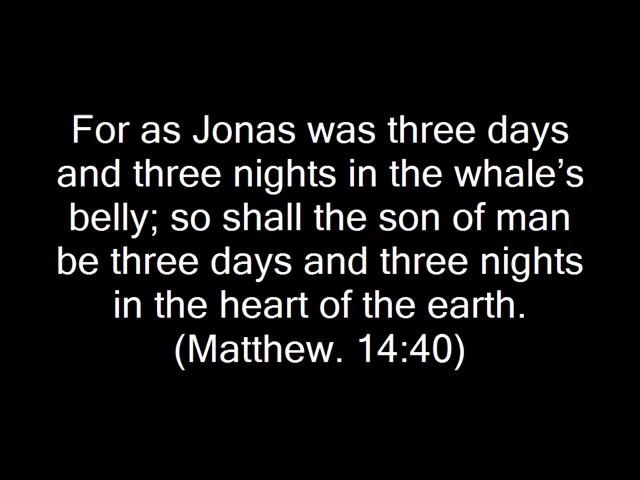 For as Jonas was three days
and three nights in the whale’s
belly; so shall the son of man
be three days and three nights
in the heart of the earth.
(Matthew. 14:40)